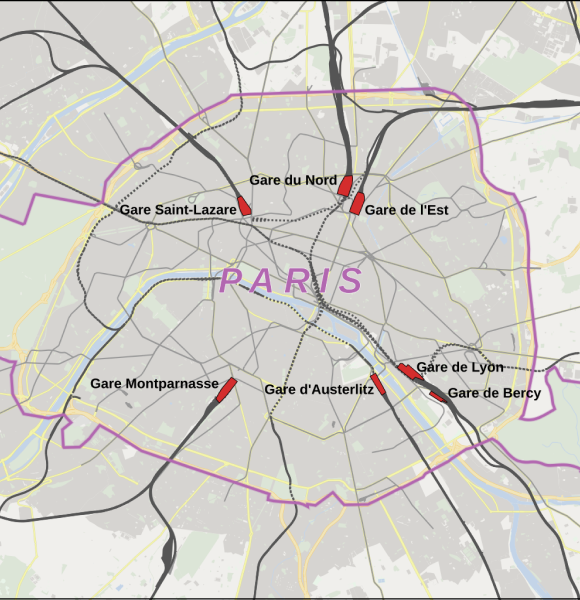 Gare du Nord
Gare Saint-Lazare
Gare de l'Est
PARIS
Gare de Lyon
Gare Montparnasse
Gare d'Austerlitz
Gare de Bercy